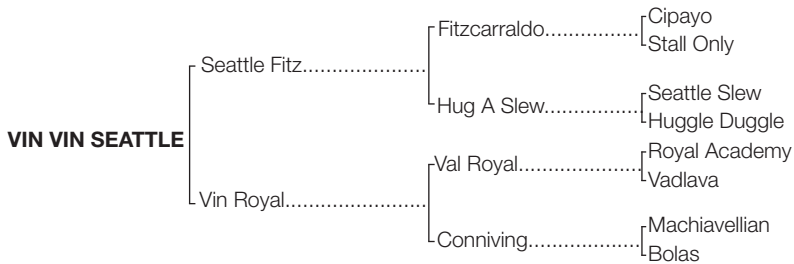 Cipayo
Fitzcarraldo.................
Stall Only
Seattle Fitz......................
Seattle Slew
Hug A Slew..................
Huggle Duggle
VIN VIN SEATTLE
Royal Academy
Val Royal......................
Vadlava
Vin Royal.........................
Machiavellian
Conniving....................
Bolas